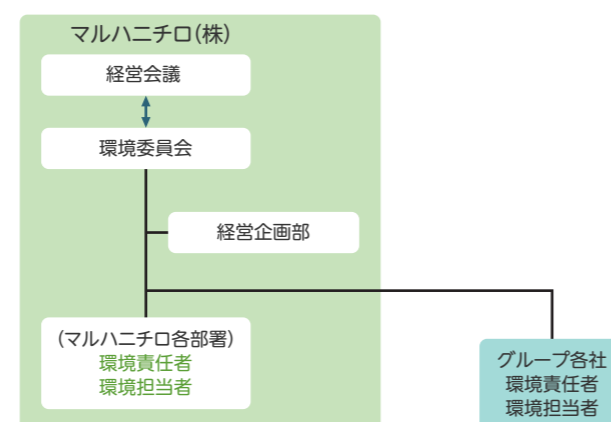 マルハニチロ(株)
経営会議
環境委員会
経営企画部
(マルハニチロ各部署)
環境責任者
環境担当者
グループ各社
環境責任者
環境担当者